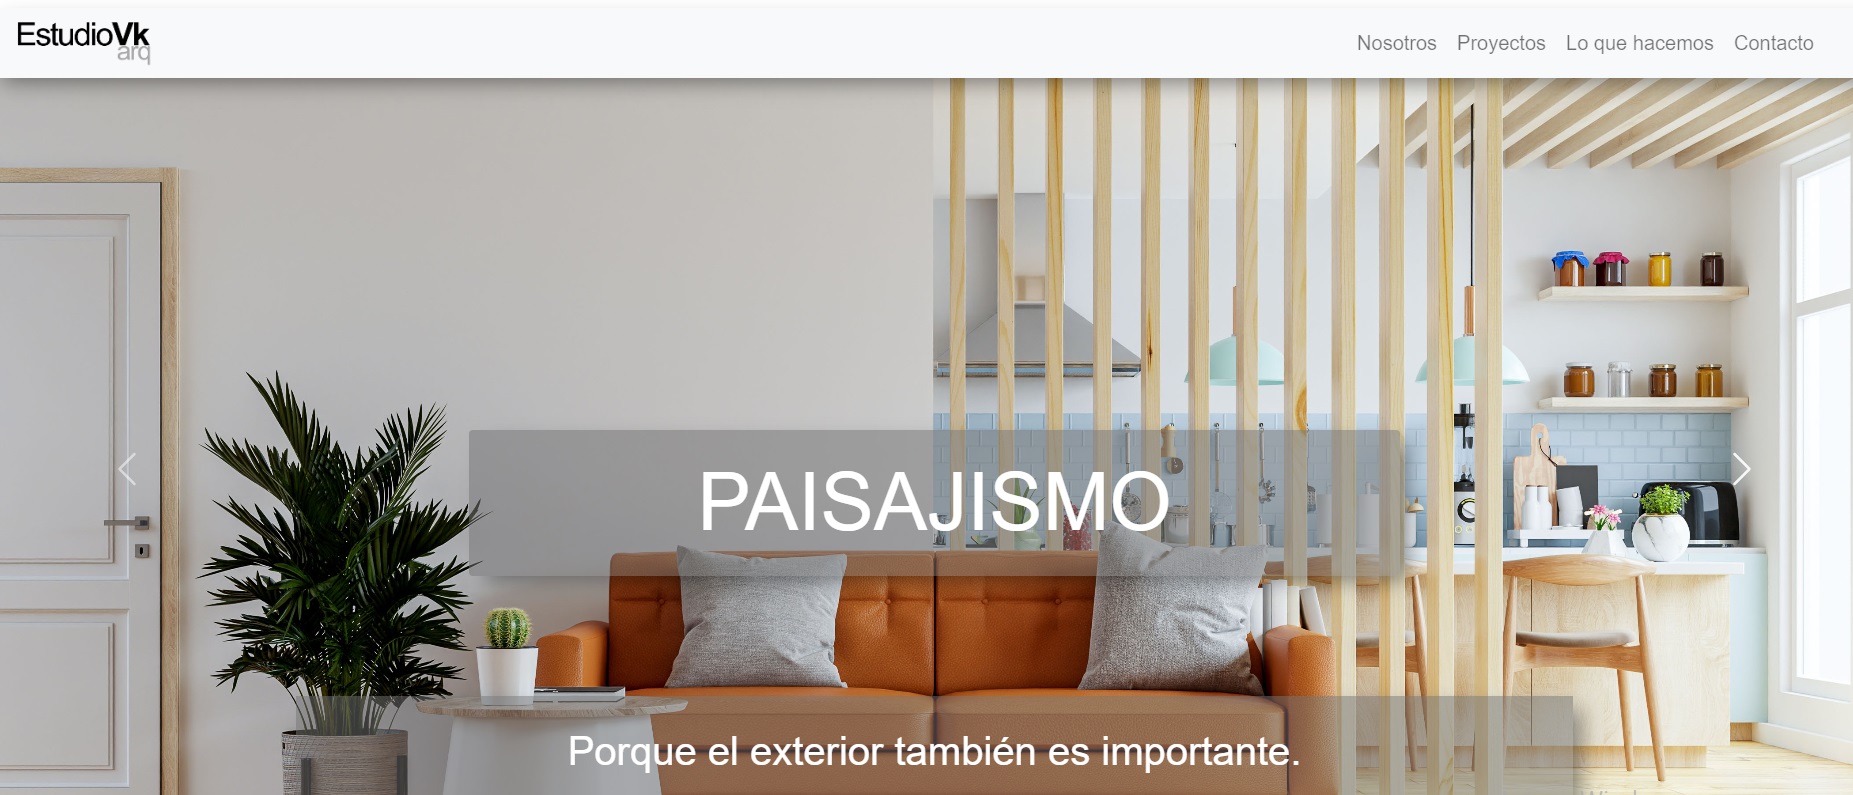 EstudioVk
arq
Nosotros Proyectos Lo que hacemos Contacto
PAISAJISMO
Porque el exterior también es importante.